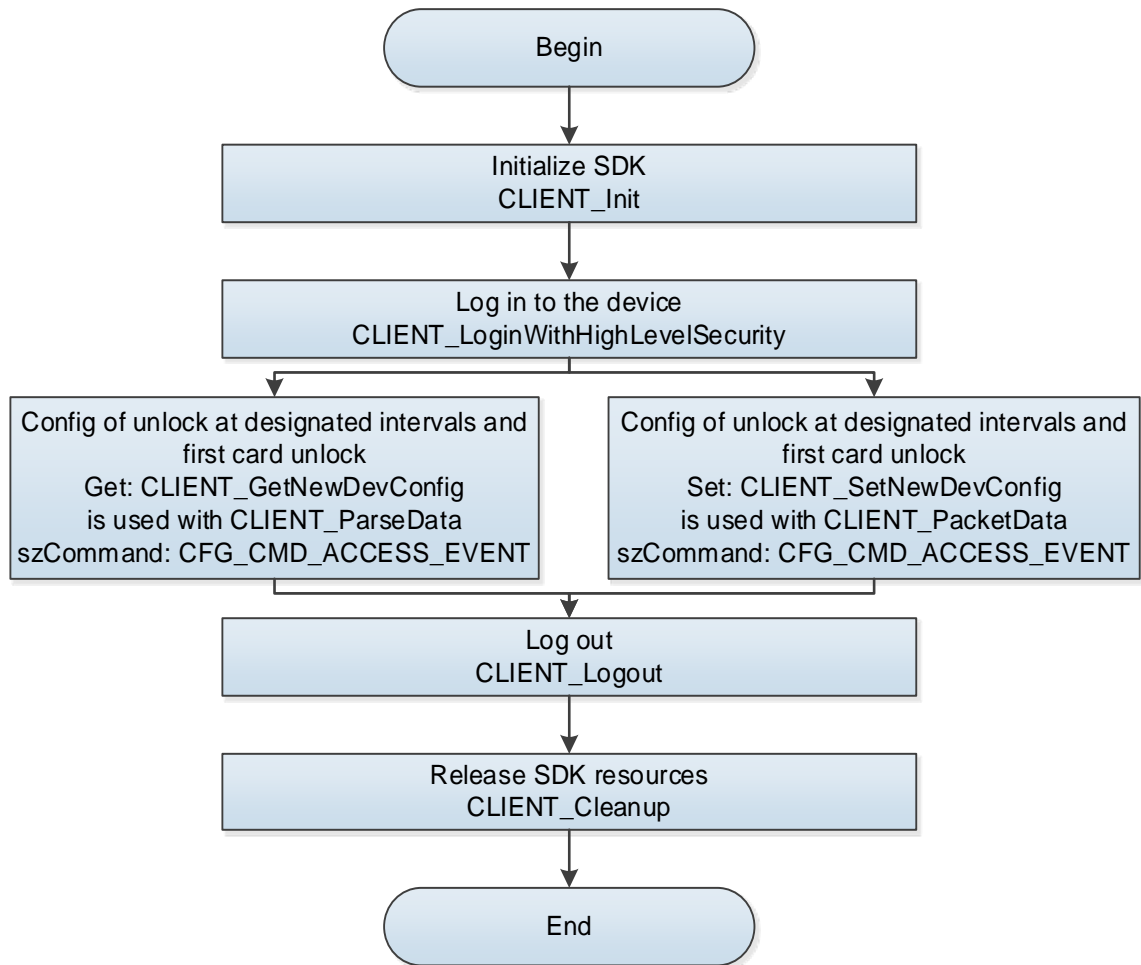 Begin
Initialize SDK
CLIENT_Init
Log in to the device
CLIENT_LoginWithHighLevelSecurity
Config of unlock at designated intervals and
first card unlock
Get: CLIENT_GetNewDevConfig
is used with CLIENT_ParseData
szCommand: CFG_CMD_ACCESS_EVENT
Config of unlock at designated intervals and
first card unlock
Set: CLIENT_SetNewDevConfig
is used with CLIENT_PacketData
szCommand: CFG_CMD_ACCESS_EVENT
Log out
CLIENT_Logout
Release SDK resources
CLIENT_Cleanup
End